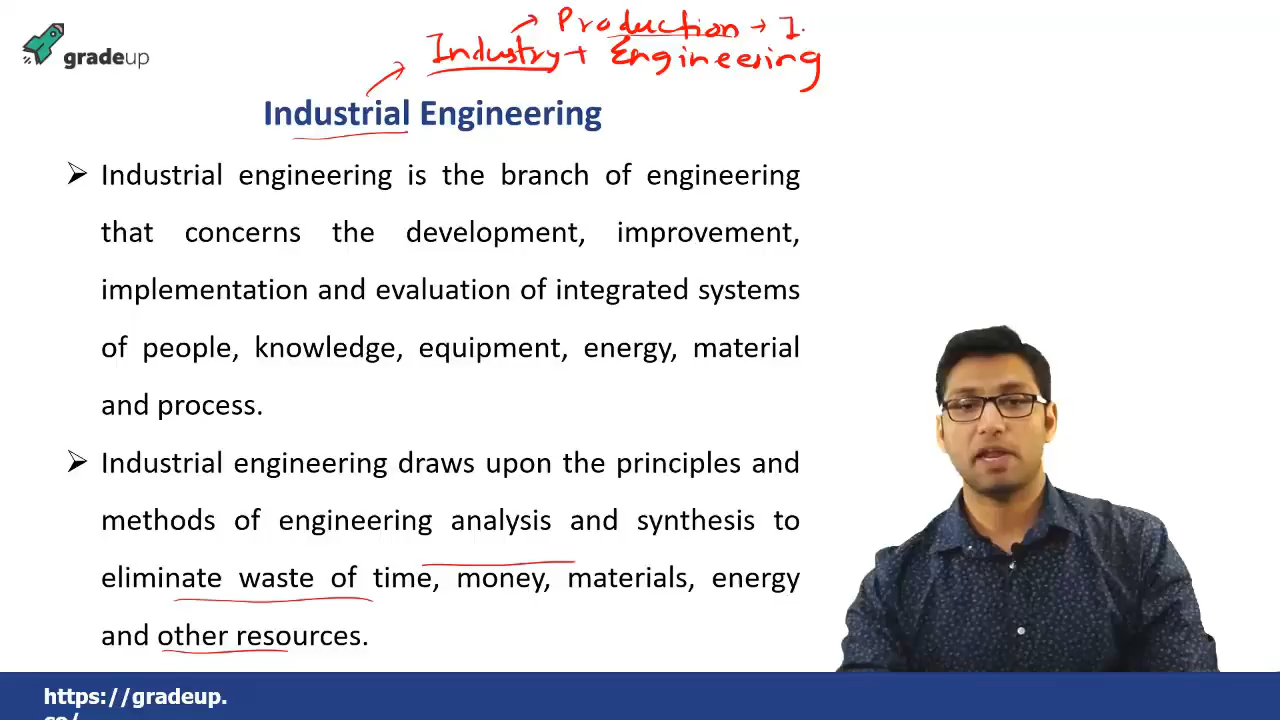 Production → I.
gradeup
Industry + Engineering
Industrial Engineering
➢ Industrial engineering is the branch of engineering
that concerns the development, improvement,
implementation and evaluation of integrated systems
of people, knowledge, equipment, energy, material
and process.
➢ Industrial engineering draws upon the principles and
methods of engineering analysis and synthesis to
eliminate waste of time, money, materials, energy
and other resources.
https://gradeup.
co/